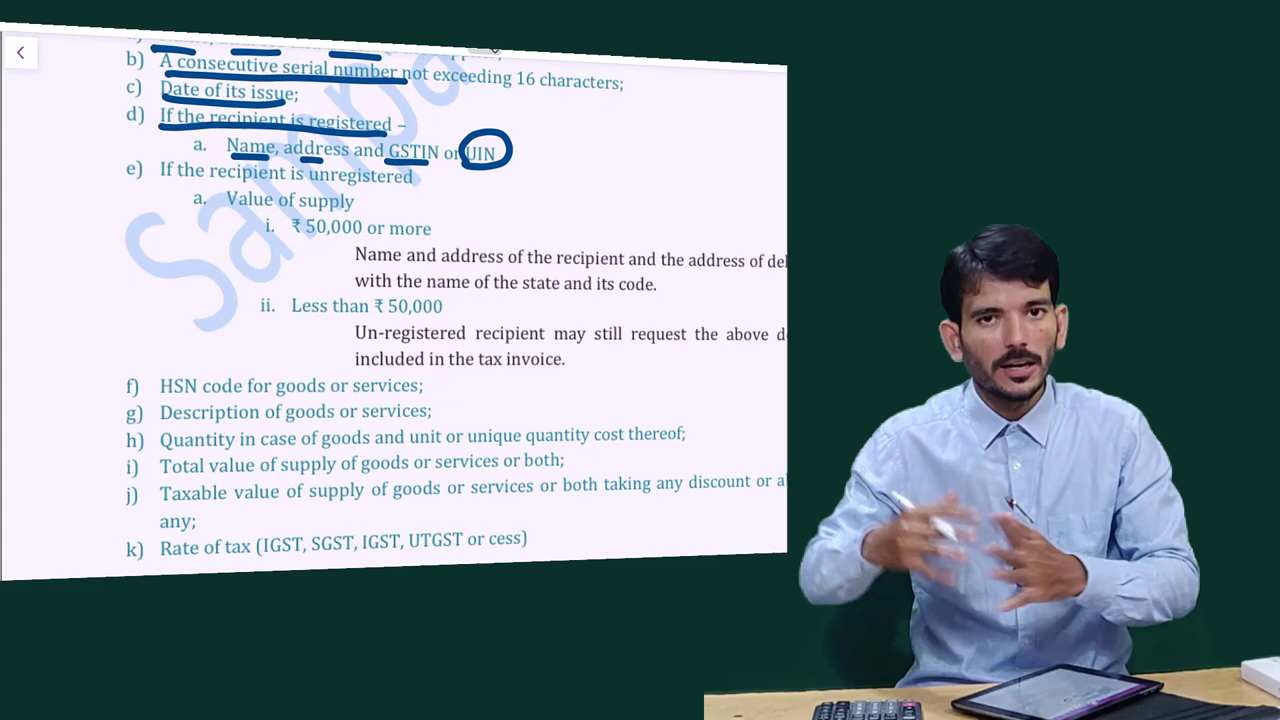 b) A consecutive serial number not exceeding 16 characters;
c) Date of its issue;
d) If the recipient is registered –
a. Name, address and GSTIN or UIN
e) If the recipient is unregistered
a. Value of supply
i. ₹ 50,000 or more
Name and address of the recipient and the address of del
with the name of the state and its code.
ii. Less than ₹ 50,000
Un-registered recipient may still request the above d
included in the tax invoice.
f) HSN code for goods or services;
g) Description of goods or services;
h) Quantity in case of goods and unit or unique quantity cost thereof;
i) Total value of supply of goods or services or both;
j) Taxable value of supply of goods or services or both taking any discount or a
any;
k) Rate of tax (IGST, SGST, IGST, UTGST or cess)
Sampa